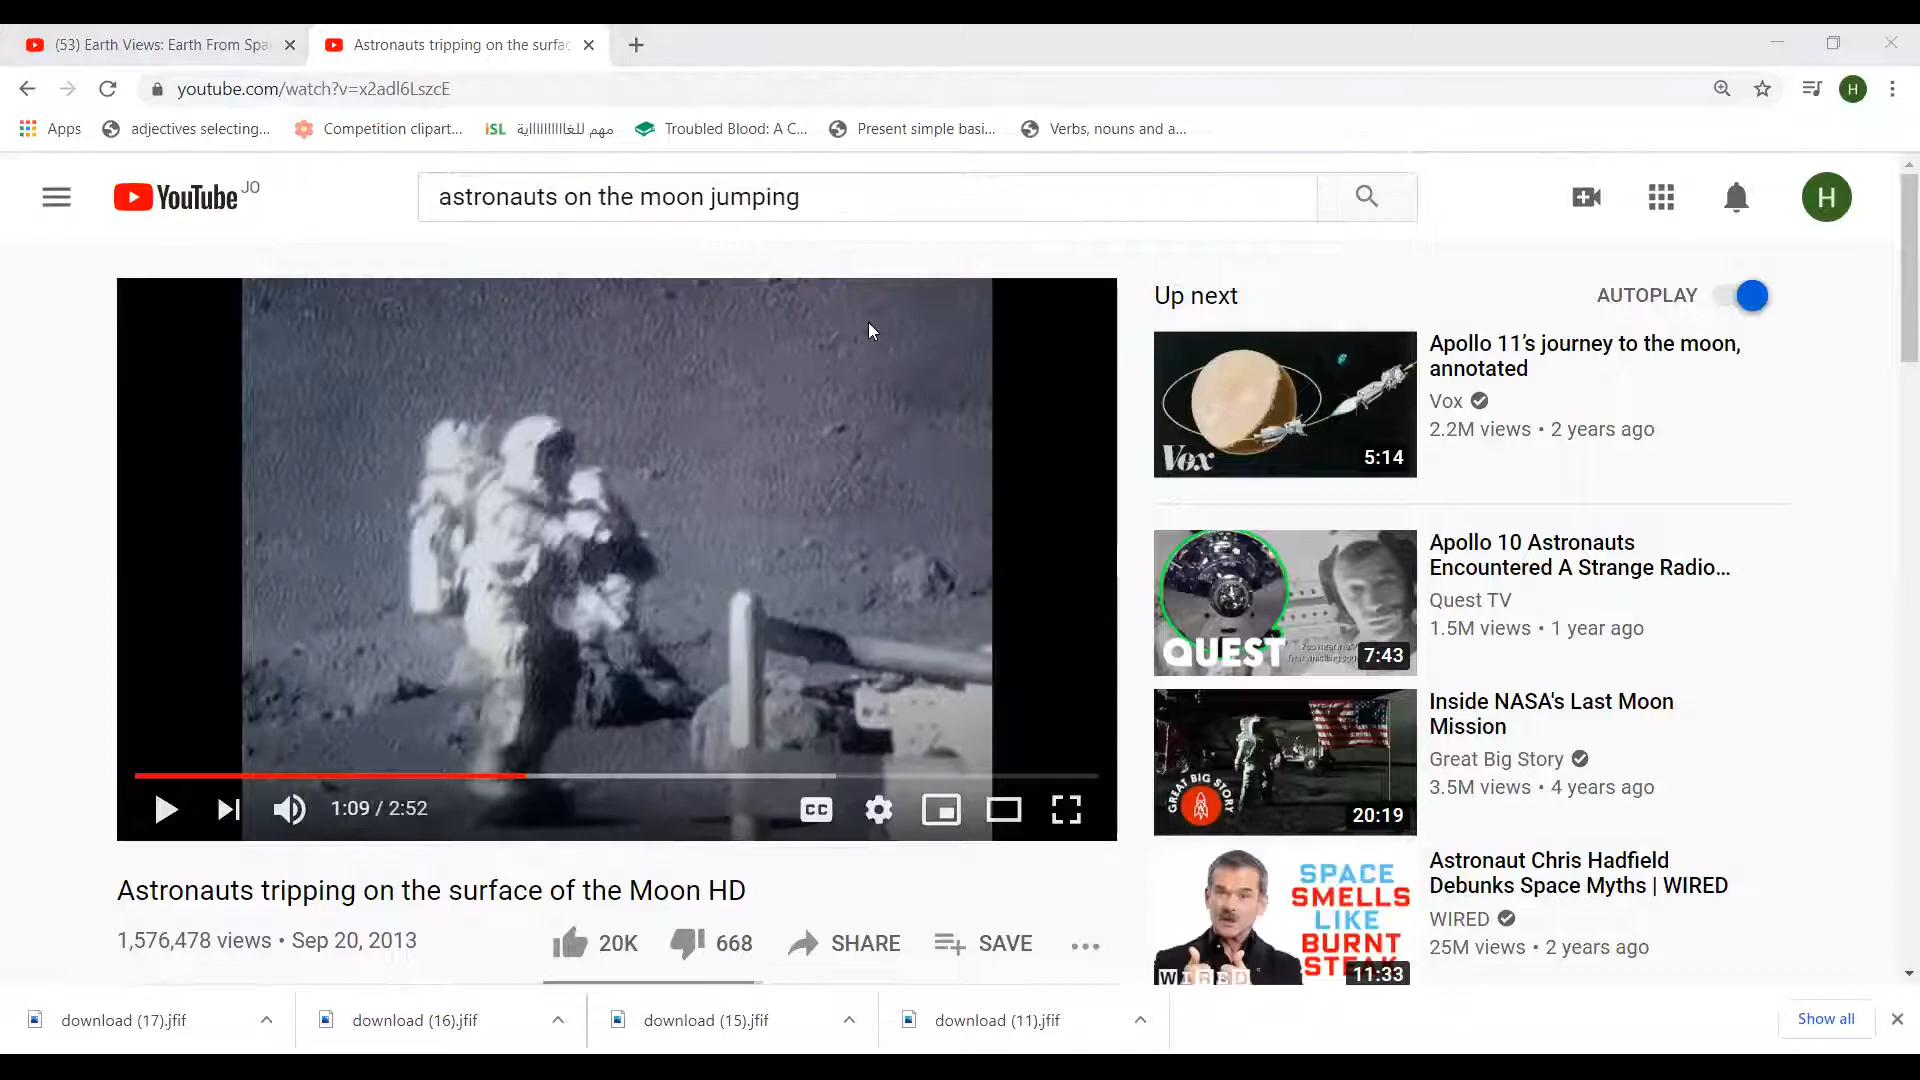 (53) Earth Views: Earth From Spa
Astronauts tripping on the surfac
youtube.com/watch?v=x2adl6LszcE
H
Apps
adjectives selecting...
Competition clipart...
iSL مهم للغااااااااااية
Troubled Blood: A C...
Present simple basi...
Verbs, nouns and a...
YouTube JO
astronauts on the moon jumping
H
Up next
AUTOPLAY
Apollo 11’s journey to the moon,
annotated
Vox
2.2M views • 2 years ago
Vox
5:14
Apollo 10 Astronauts
Encountered A Strange Radio...
Quest TV
1.5M views • 1 year ago
QUEST
7:43
Inside NASA's Last Moon
Mission
Great Big Story
3.5M views • 4 years ago
GREAT BIG STORY
20:19
1:09 / 2:52
CC
Astronaut Chris Hadfield
Debunks Space Myths | WIRED
WIRED
25M views • 2 years ago
SPACE
SMELLS
LIKE
BURNT
STEAK
WIRED
11:33
Astronauts tripping on the surface of the Moon HD
1,576,478 views • Sep 20, 2013
20K
668
SHARE
SAVE
download (17).jfif
download (16).jfif
download (15).jfif
download (11).jfif
Show all